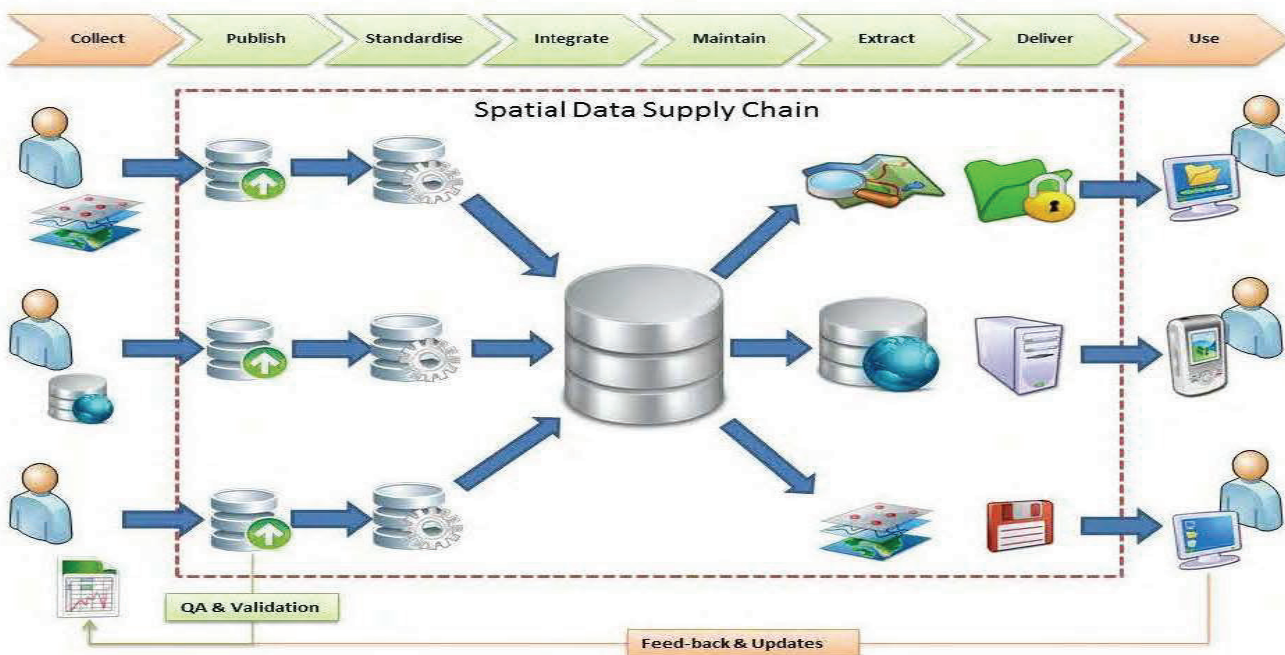 Collect
Publish
Standardise
Integrate
Maintain
Extract
Deliver
Use
Spatial Data Supply Chain
QA & Validation
Feed-back & Updates